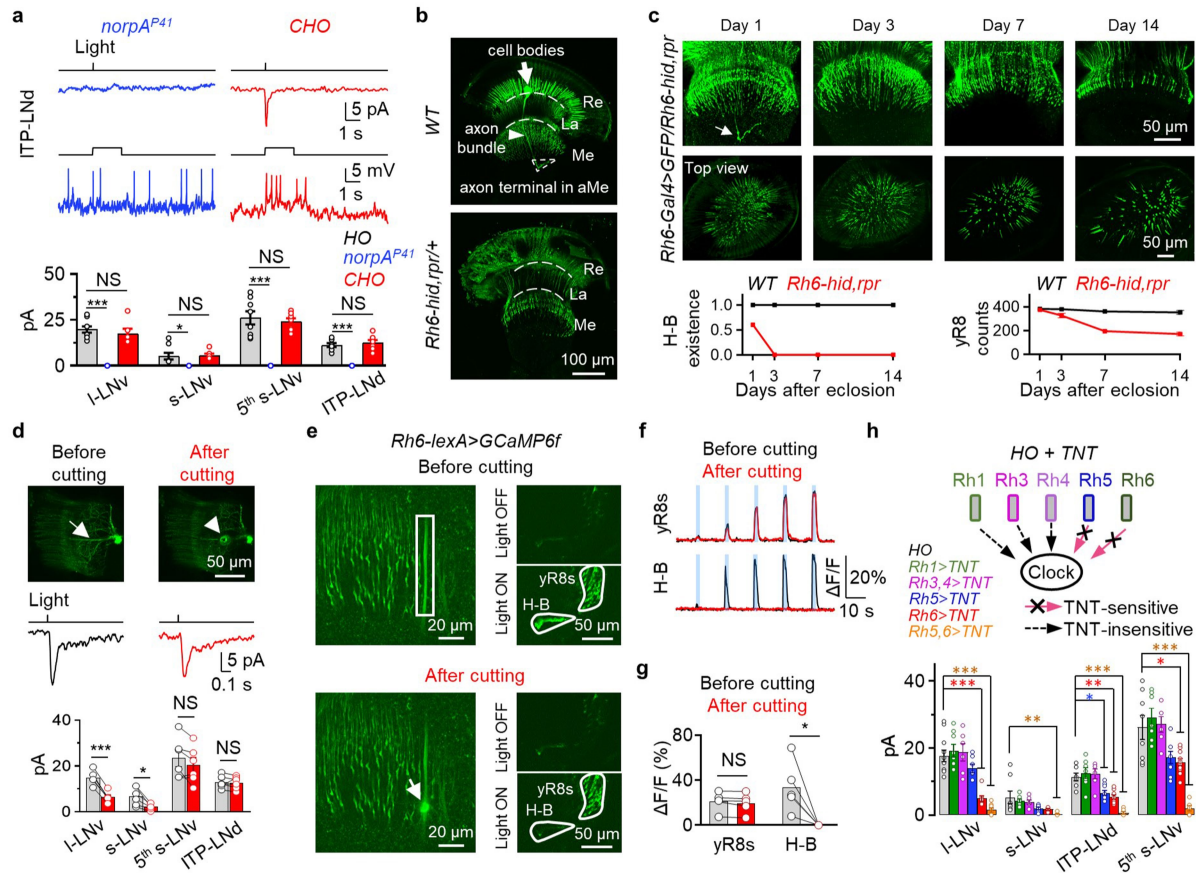 a
norpA^P41
CHO
Light
ITP-LNd
5 pA
1 s
5 mV
1 s
HO
norpA^P41
CHO
pA
50
25
0
NS
***
NS
*
NS
***
NS
***
l-LNv
s-LNv
5th s-LNv
ITP-LNd
b
WT
cell bodies
Re
La
axon
bundle
Me
axon terminal in aMe
Rh6-hid,rpr/+
Re
La
Me
100 μm
c
Day 1
Day 3
Day 7
Day 14
Rh6-Gal4>GFP/Rh6-hid,rpr
50 μm
Top view
50 μm
WT Rh6-hid,rpr
H-B
existence
1.0
0.5
0.0
1 3 7 14
Days after eclosion
WT Rh6-hid,rpr
yR8
counts
400
200
0
1 3 7 14
Days after eclosion
d
Before
cutting
After
cutting
50 μm
Light
5 pA
0.1 s
pA
40
20
0
***
*
NS
NS
l-LNv
s-LNv
5th s-LNv
ITP-LNd
e
Rh6-lexA>GCaMP6f
Before cutting
20 μm
Light OFF
Light ON
yR8s
H-B
50 μm
After cutting
20 μm
Light OFF
Light ON
yR8s
H-B
50 μm
f
Before cutting
After cutting
yR8s
H-B
ΔF/F
20%
10 s
g
Before cutting
After cutting
ΔF/F (%)
80
40
0
NS
*
yR8s
H-B
h
HO + TNT
Rh1 Rh3 Rh4 Rh5 Rh6
Clock
HO
Rh1>TNT
Rh3,4>TNT
Rh5>TNT
Rh6>TNT
Rh5,6>TNT
TNT-sensitive
TNT-insensitive
pA
40
20
0
***
***
**
***
**
*
***
*
l-LNv
s-LNv
ITP-LNd
5th s-LNv